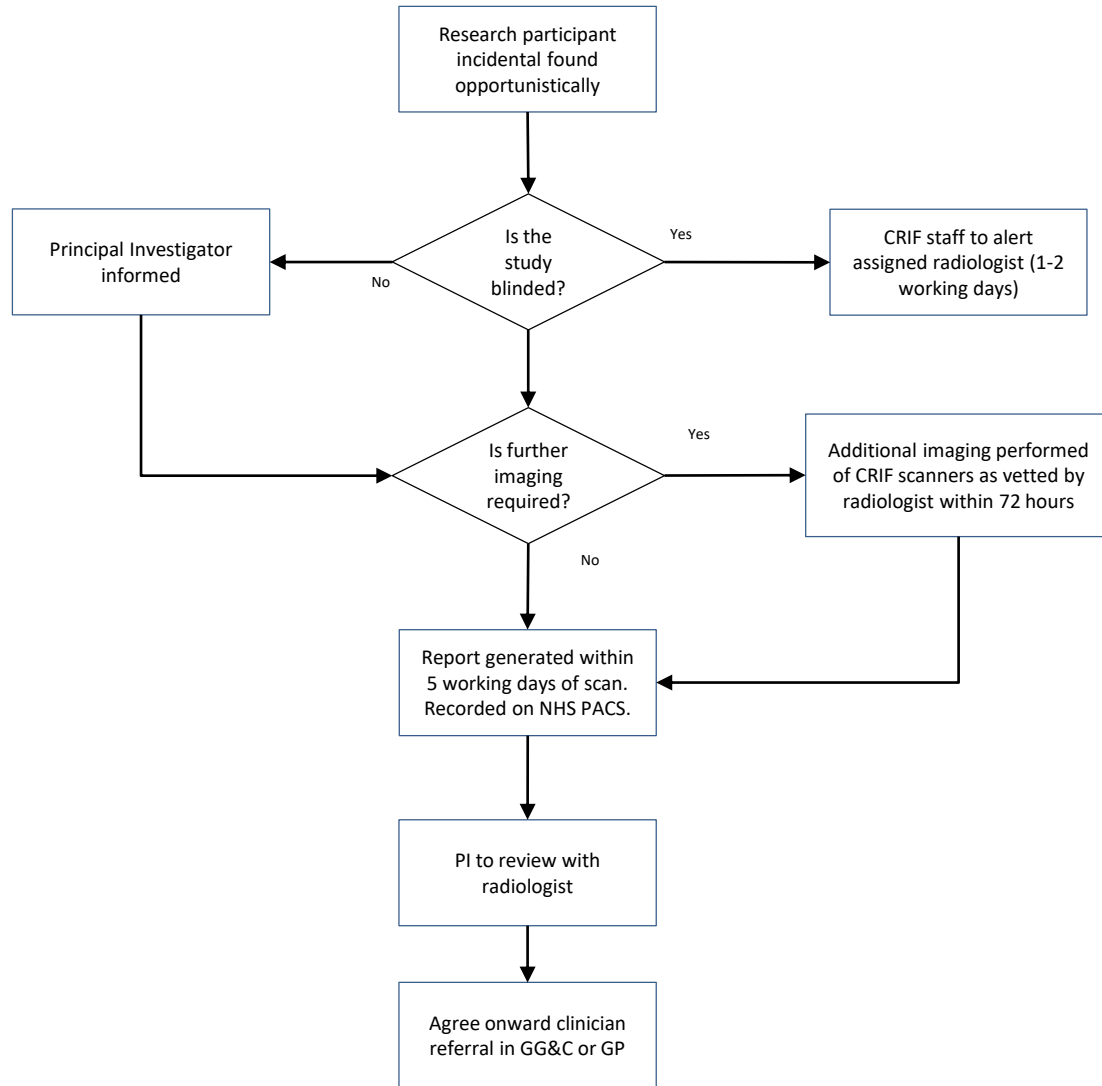 Research participant
incidental found
opportunistically
Is the
study
blinded?
Yes
No
Principal Investigator
informed
CRIF staff to alert
assigned radiologist (1-2
working days)
Is further
imaging
required?
Yes
No
Additional imaging performed
of CRIF scanners as vetted by
radiologist within 72 hours
Report generated within
5 working days of scan.
Recorded on NHS PACS.
PI to review with
radiologist
Agree onward clinician
referral in GG&C or GP